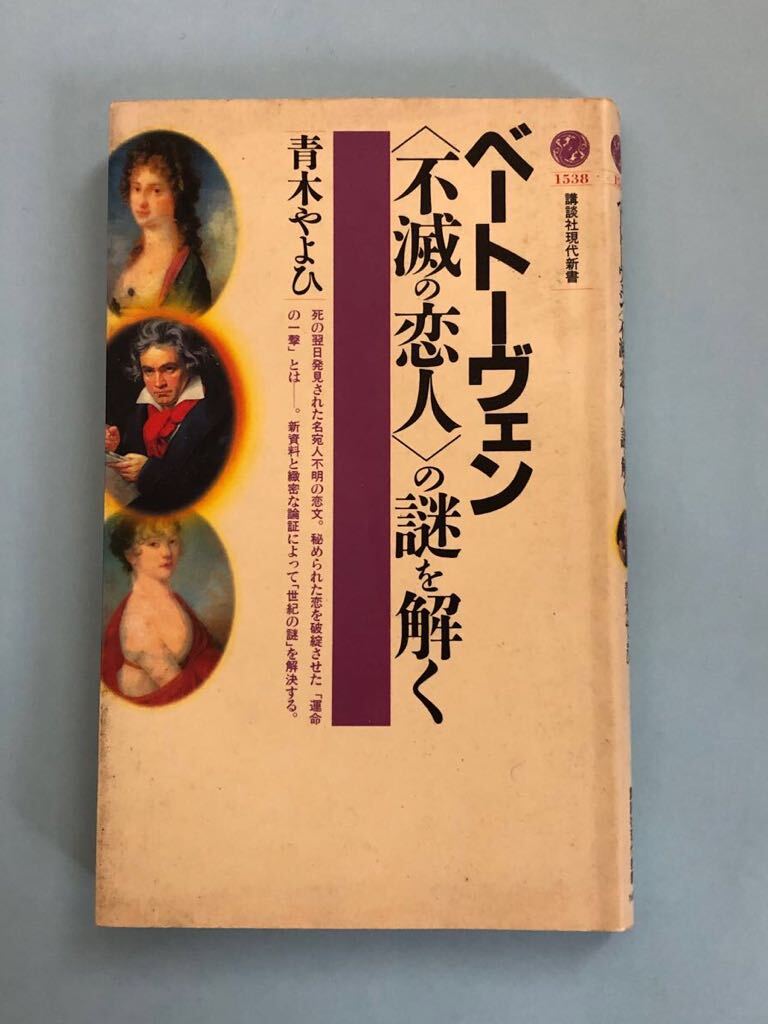 1538
講談社現代新書
ベートーヴェン
〈不滅の恋人〉の謎を解く
青木やよひ
死の翌日発見された名宛人不明の恋文。秘められた恋を破綻させた「運命
の一撃」とは──。新資料と緻密な論証によって「世紀の謎」を解決する。